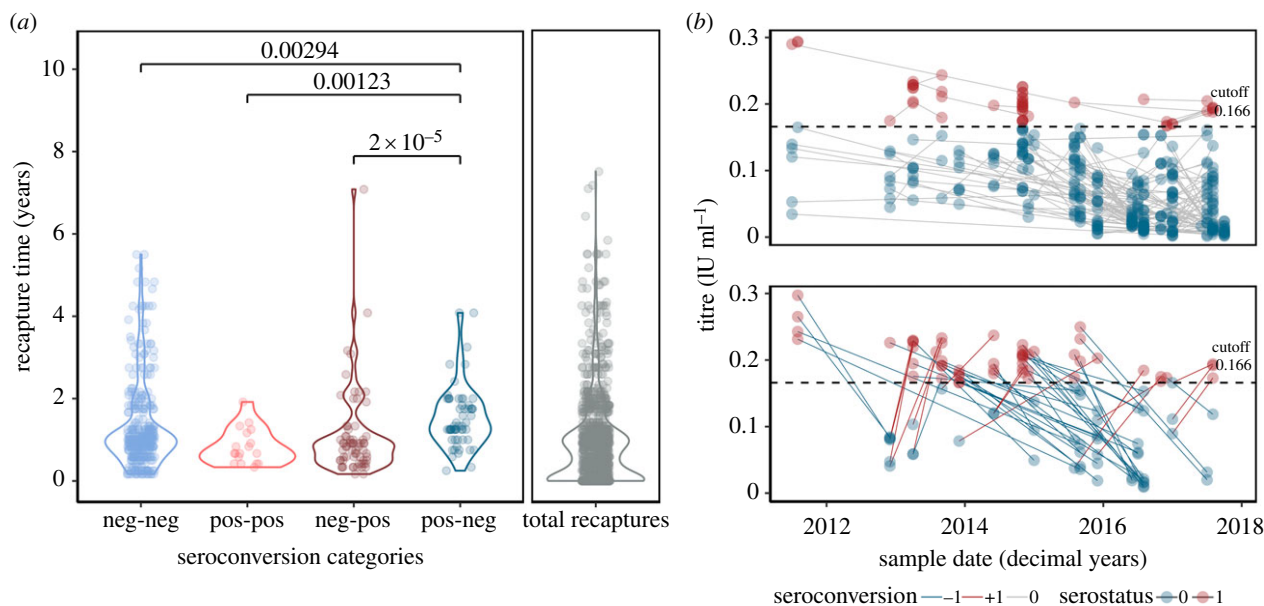 (a)
0.00294
0.00123
2 × 10⁻⁵
10
8
6
4
2
0
recapture time (years)
neg-neg pos-pos neg-pos pos-neg total recaptures
seroconversion categories
(b)
0.3
0.2
0.1
0
cutoff
0.166
0.3
0.2
0.1
0
cutoff
0.166
titre (IU ml⁻¹)
2012 2014 2016 2018
sample date (decimal years)
seroconversion –1 +1 0 serostatus 0 1